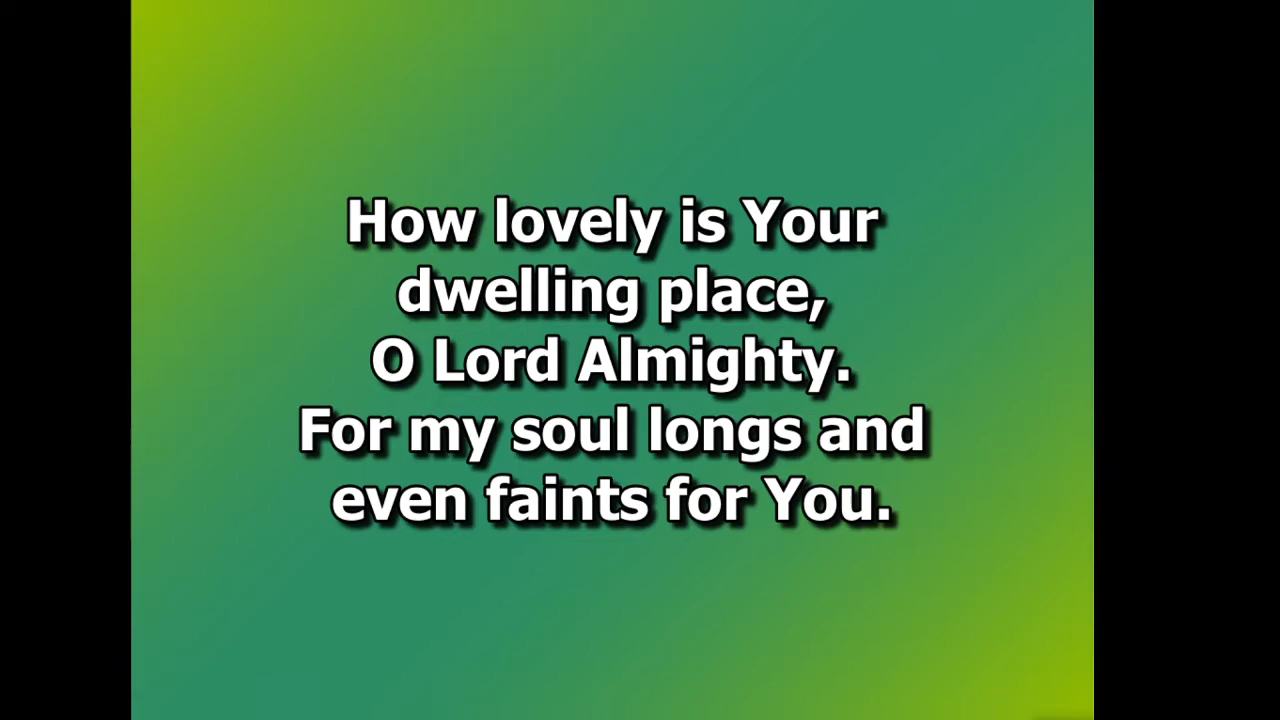 How lovely is Your
dwelling place,
O Lord Almighty.
For my soul longs and
even faints for You.